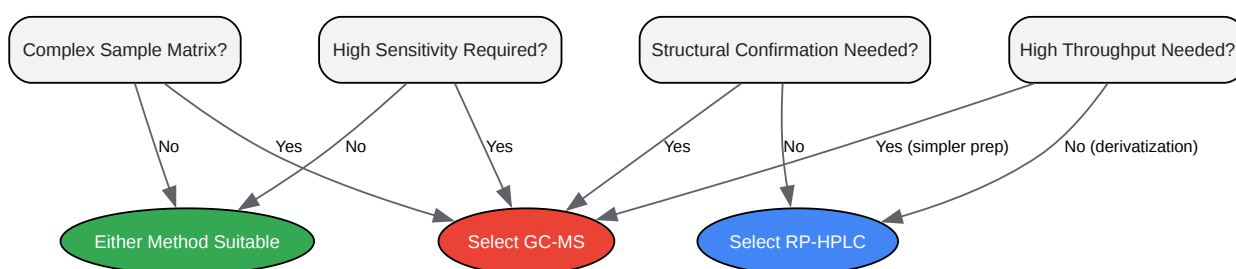 Complex Sample Matrix?
High Sensitivity Required?
Structural Confirmation Needed?
High Throughput Needed?
No
Yes
No
Yes
Yes
No
Yes (simpler prep)
No (derivatization)
Either Method Suitable
Select GC-MS
Select RP-HPLC